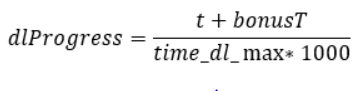 dlProgress = t + bonusT / time_dl_max* 1000